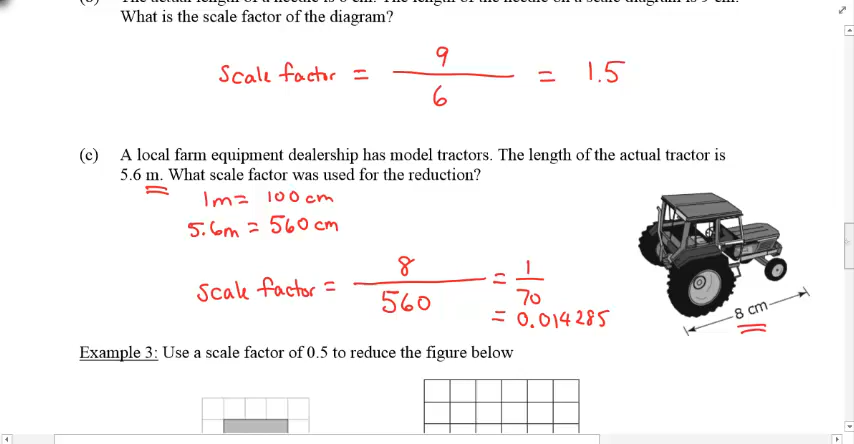 What is the scale factor of the diagram?
Scale factor = 9/6 = 1.5
(c) A local farm equipment dealership has model tractors. The length of the actual tractor is
5.6 m. What scale factor was used for the reduction?
1m = 100 cm
5.6m = 560 cm
Scale factor = 8/560 = 1/70
= 0.014285
8 cm
Example 3: Use a scale factor of 0.5 to reduce the figure below